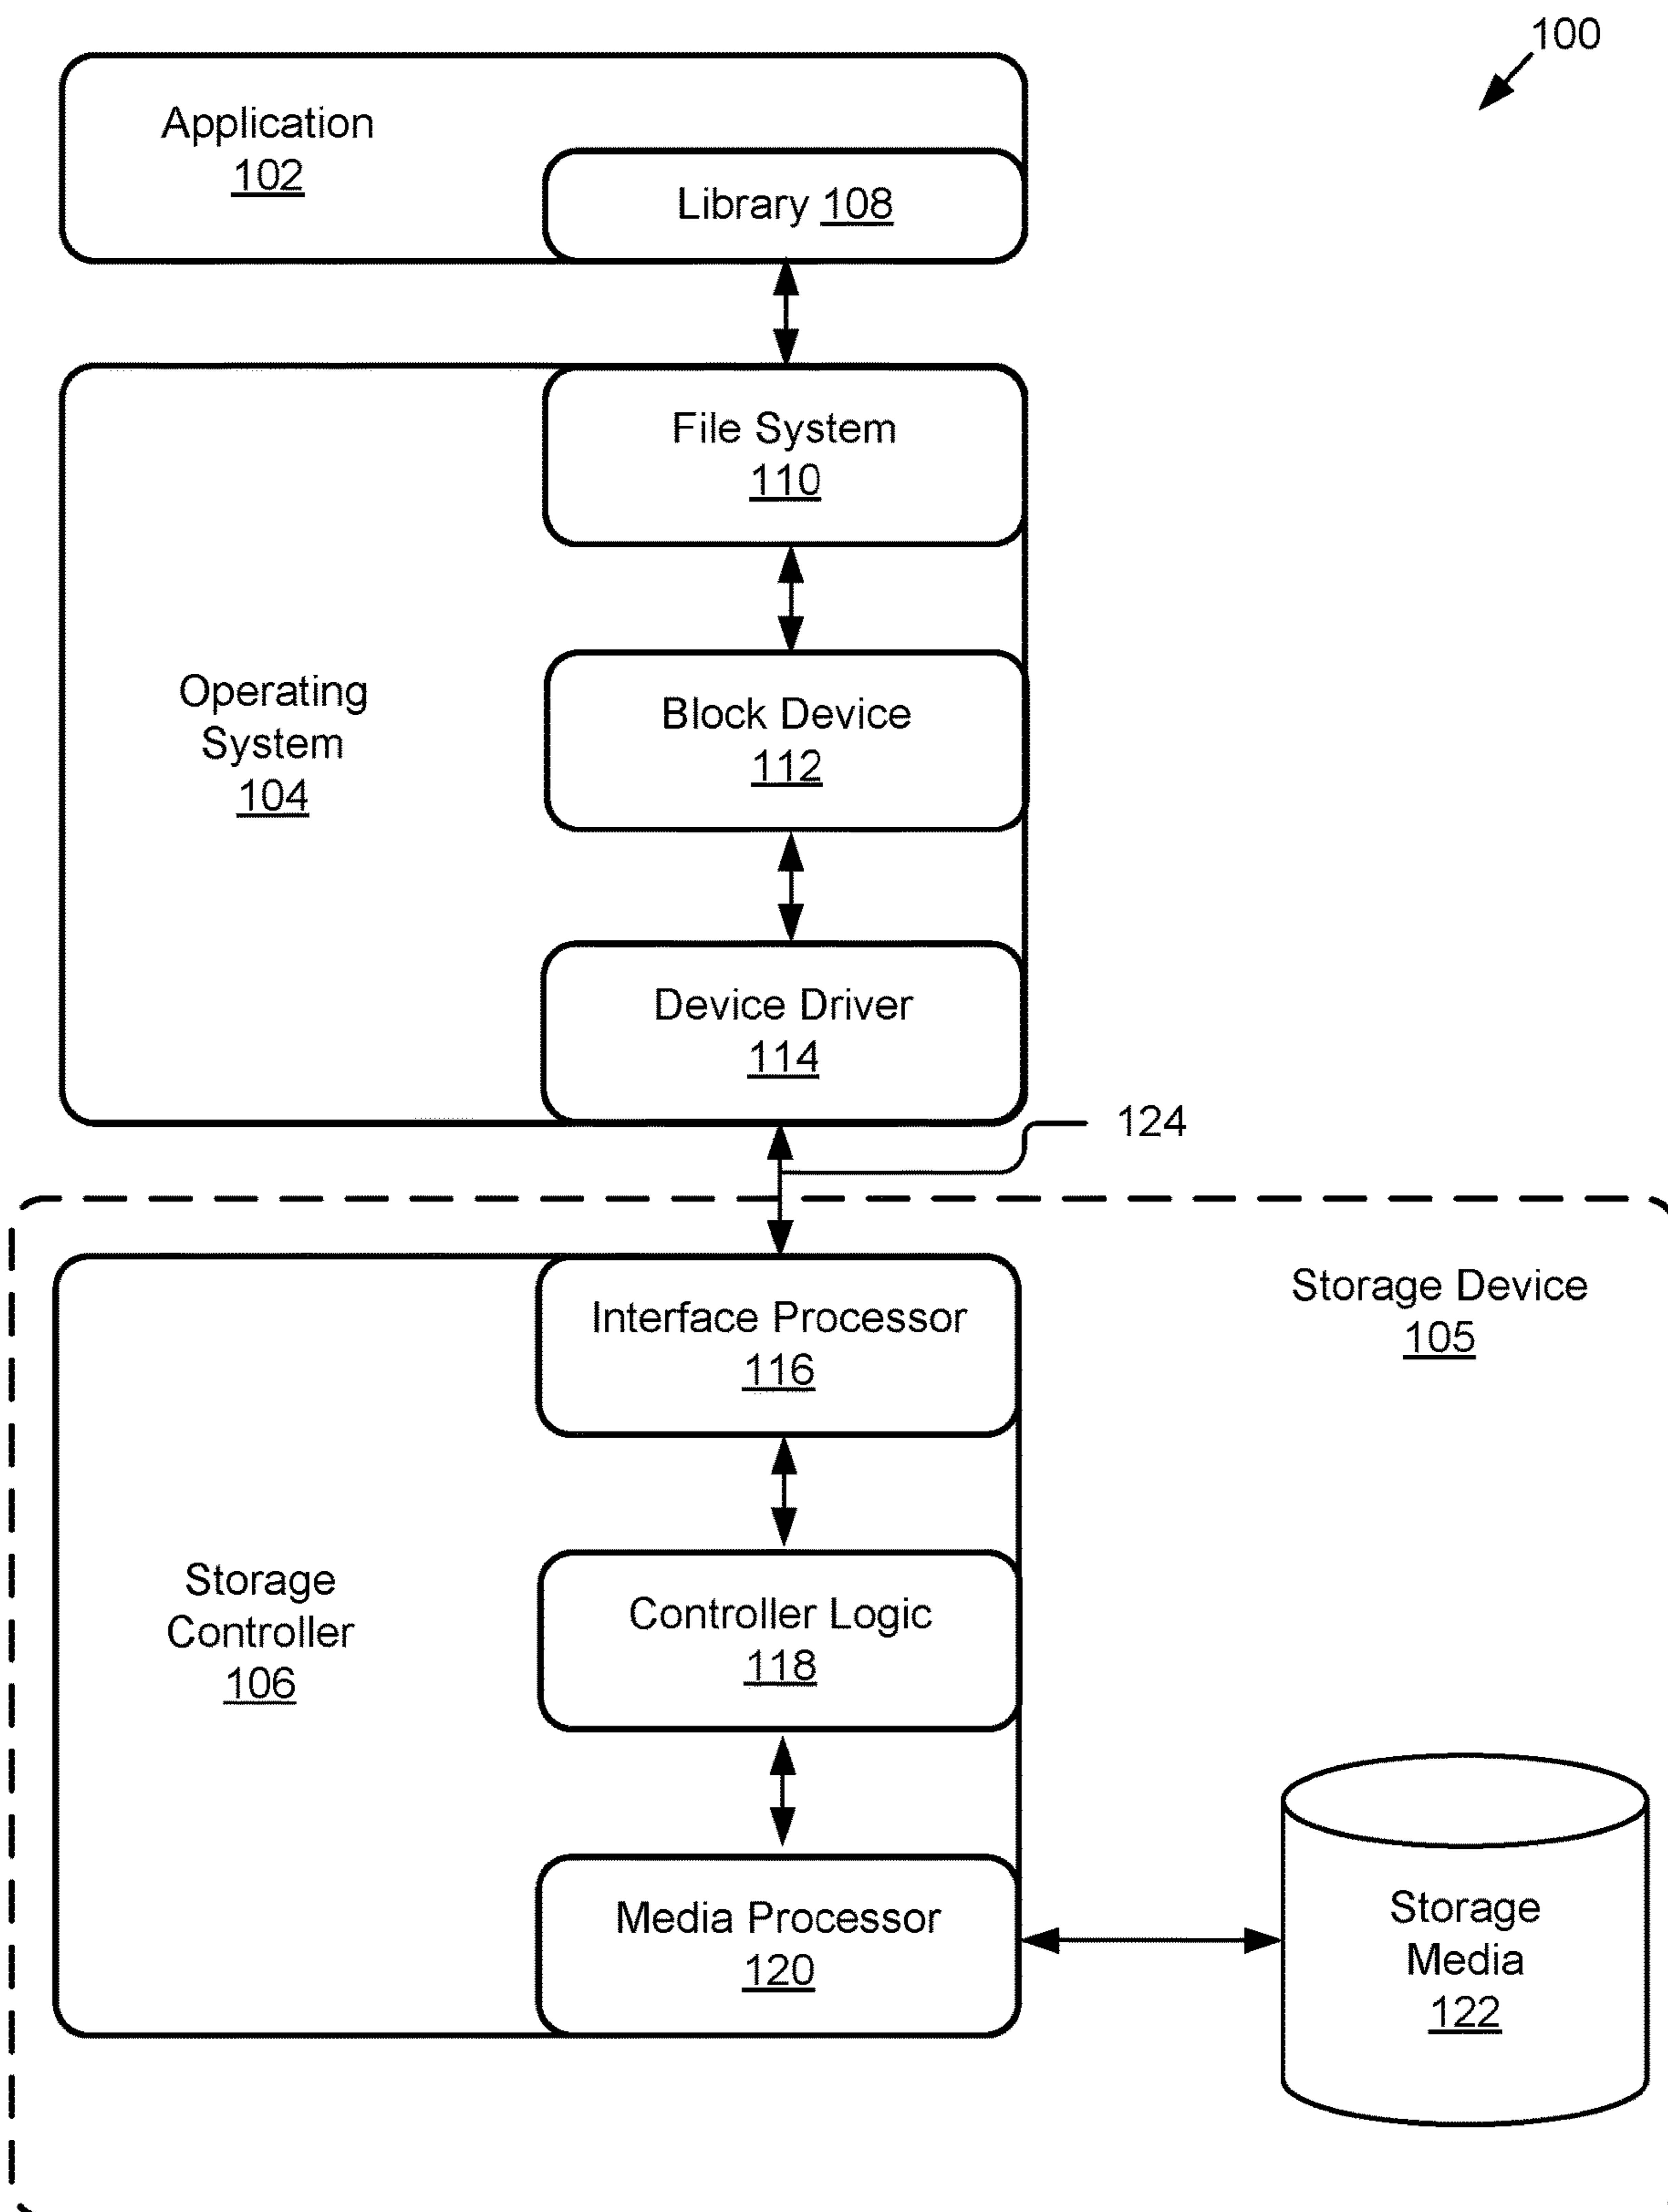 100
Application
102
Library 108
File System
110
Operating
System
104
Block Device
112
Device Driver
114
124
Storage Device
105
Interface Processor
116
Storage
Controller
106
Controller Logic
118
Media Processor
120
Storage
Media
122